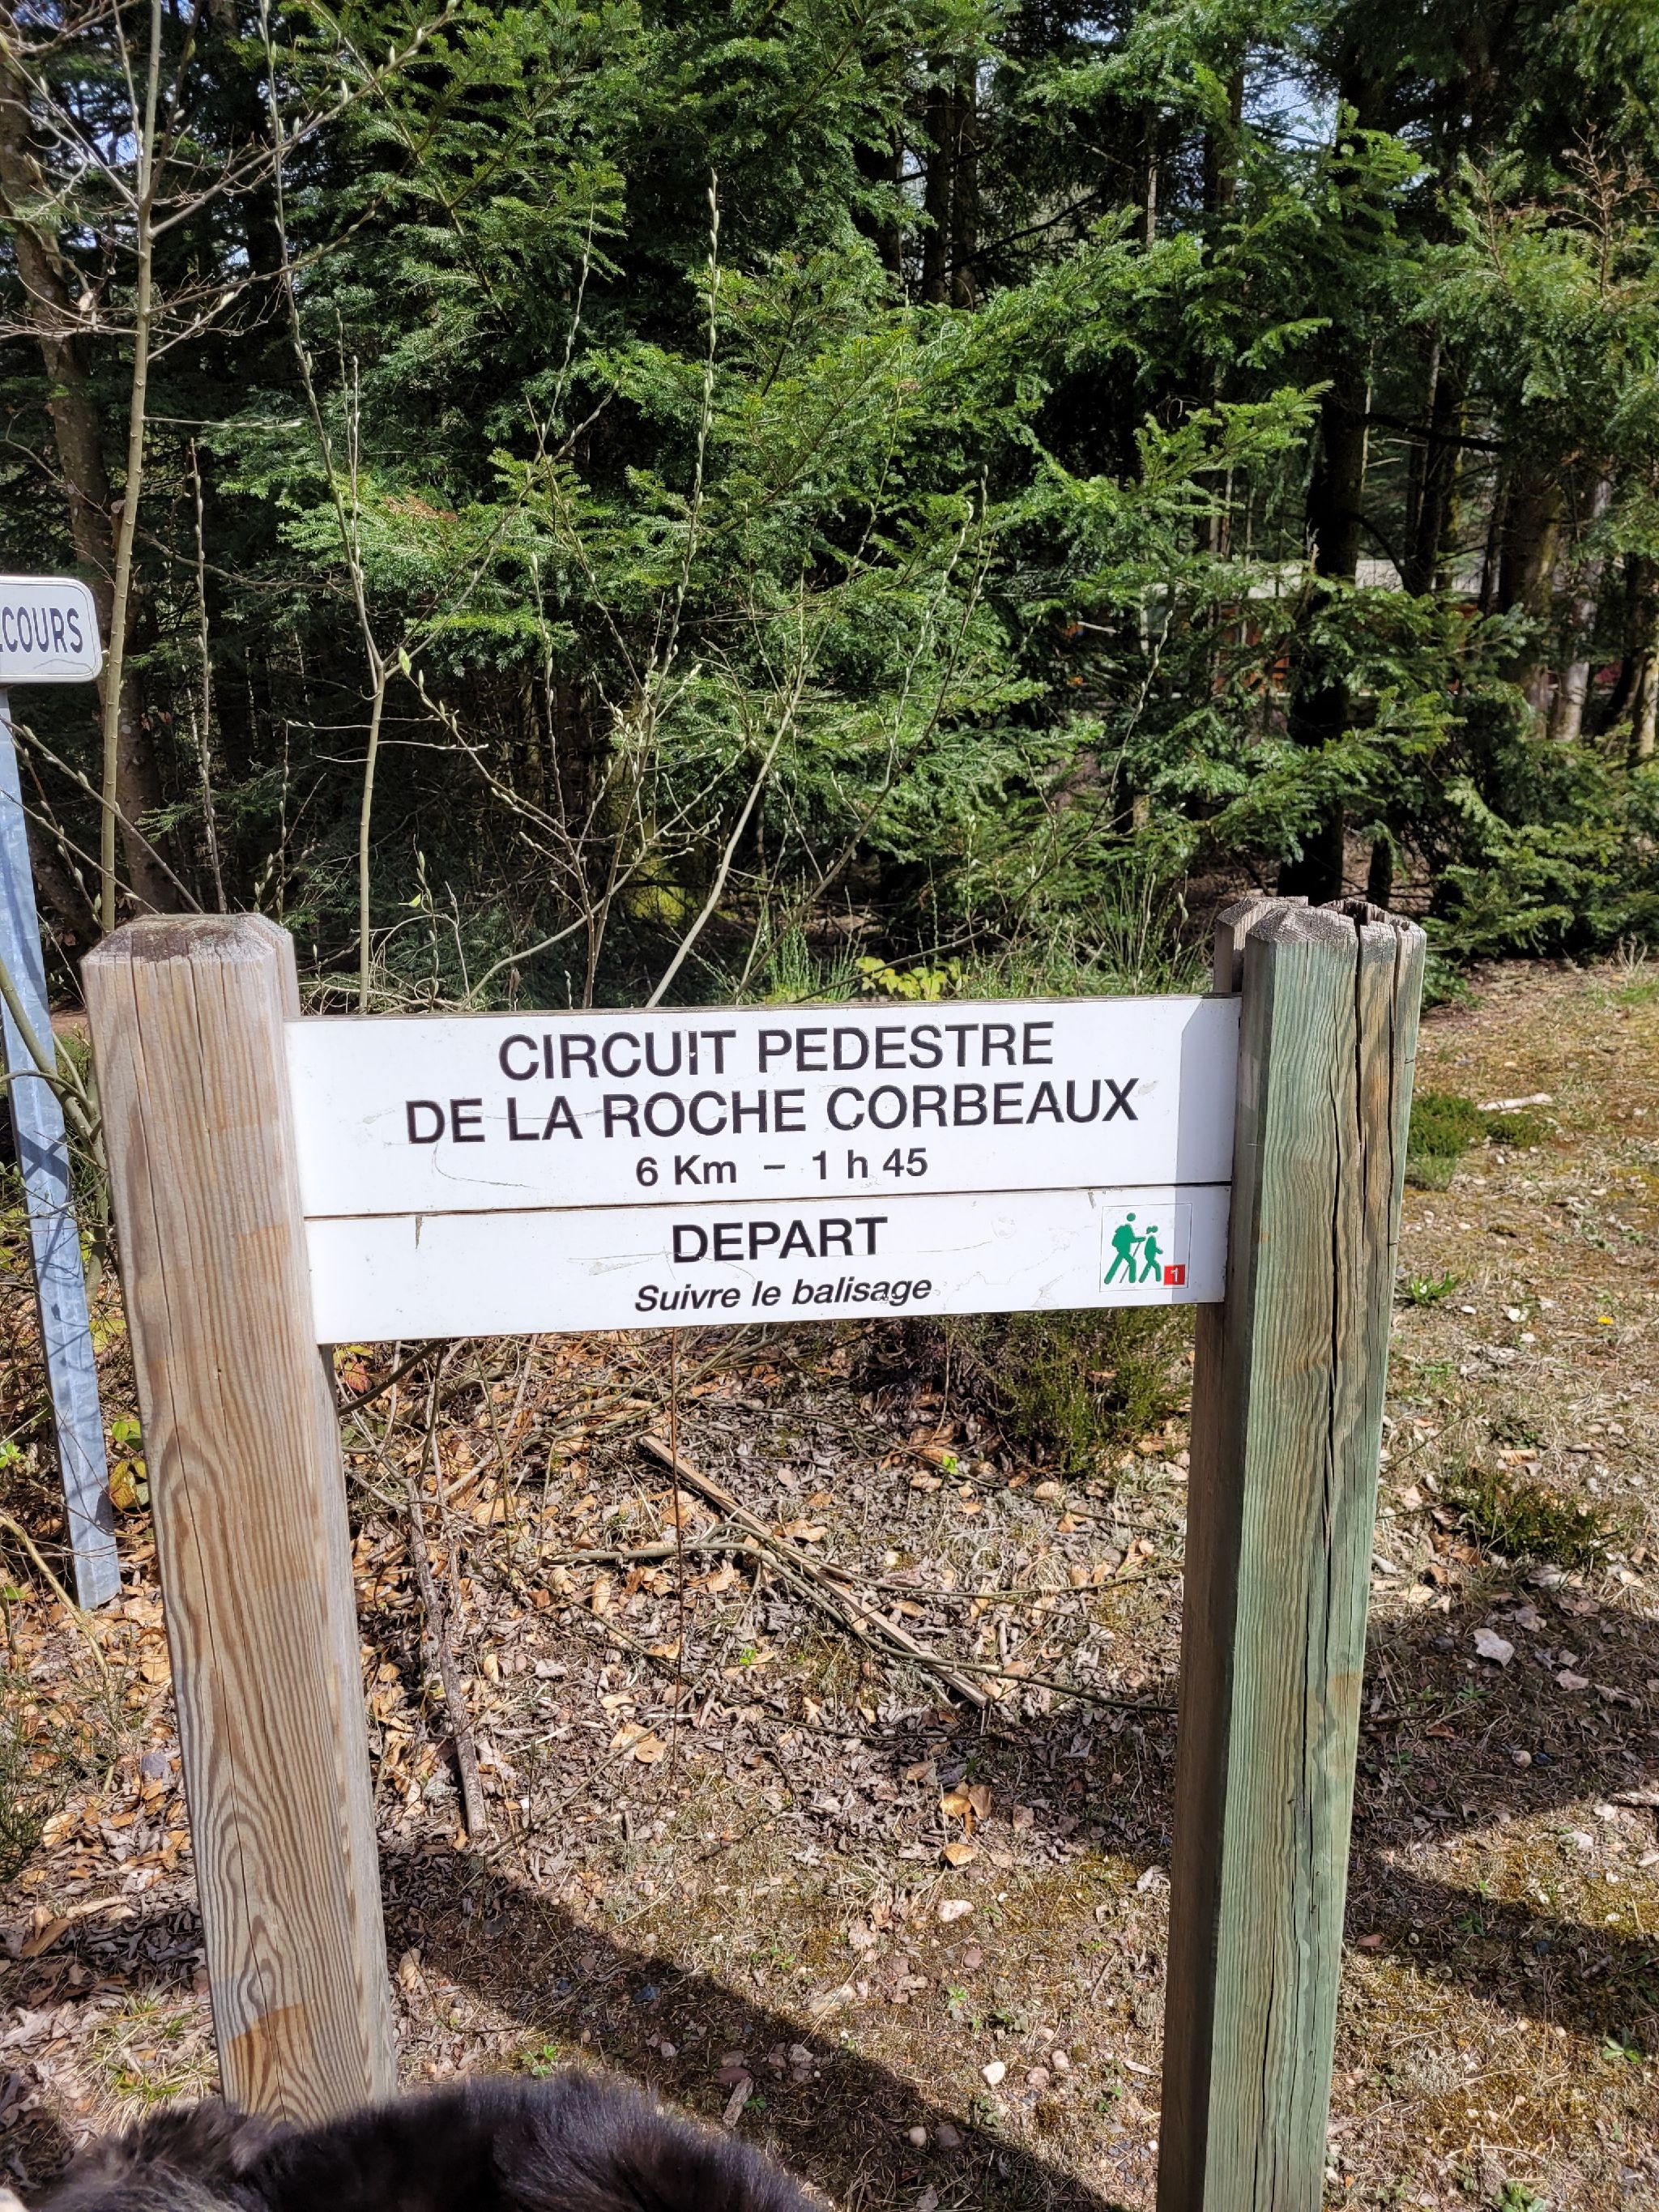 CIRCUIT PEDESTRE
DE LA ROCHE CORBEAUX
6 Km – 1 h 45
DEPART
Suivre le balisage
1
COURS